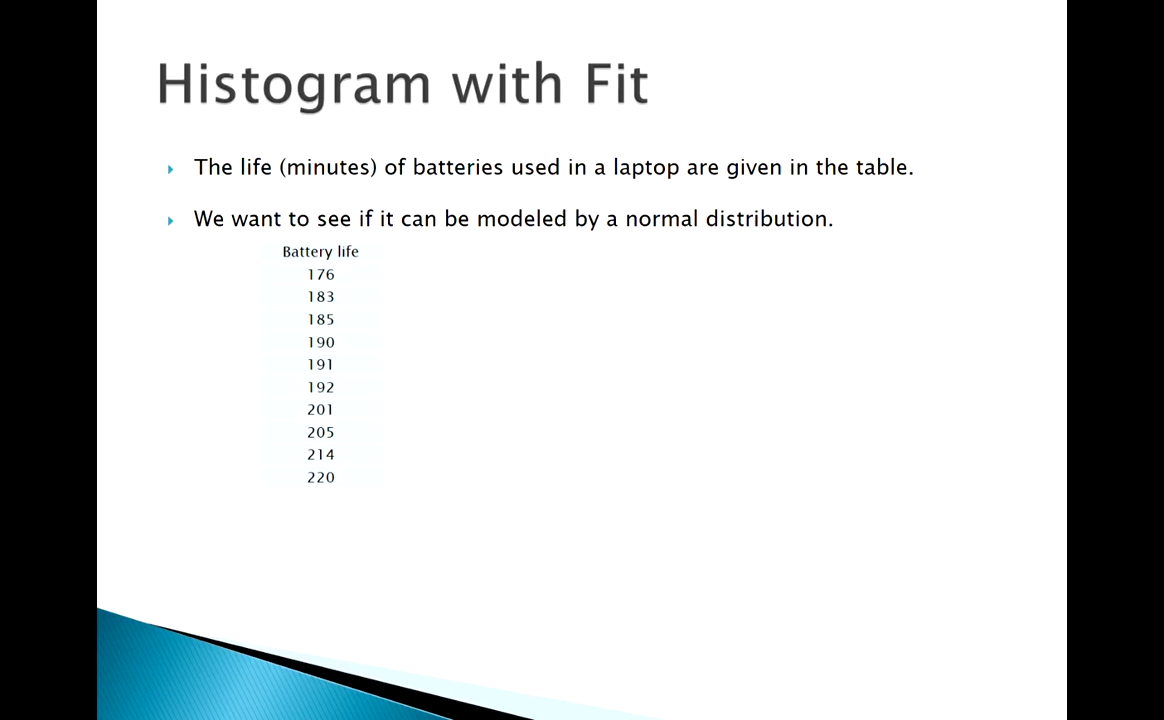 Histogram with Fit
The life (minutes) of batteries used in a laptop are given in the table.
We want to see if it can be modeled by a normal distribution.
Battery life
176
183
185
190
191
192
201
205
214
220